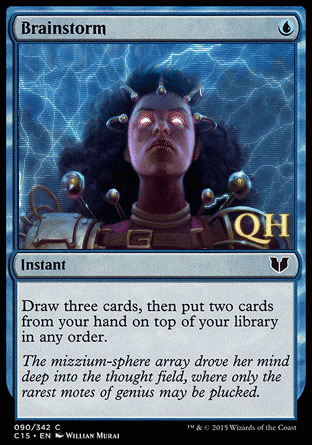 Brainstorm
QH
Instant
Draw three cards, then put two cards
from your hand on top of your library
in any order.
The mizzium-sphere array drove her mind
deep into the thought field, where only the
rarest motes of genius may be plucked.
090/342 C
C15 • EN Willian Murai
™ & © 2015 Wizards of the Coast